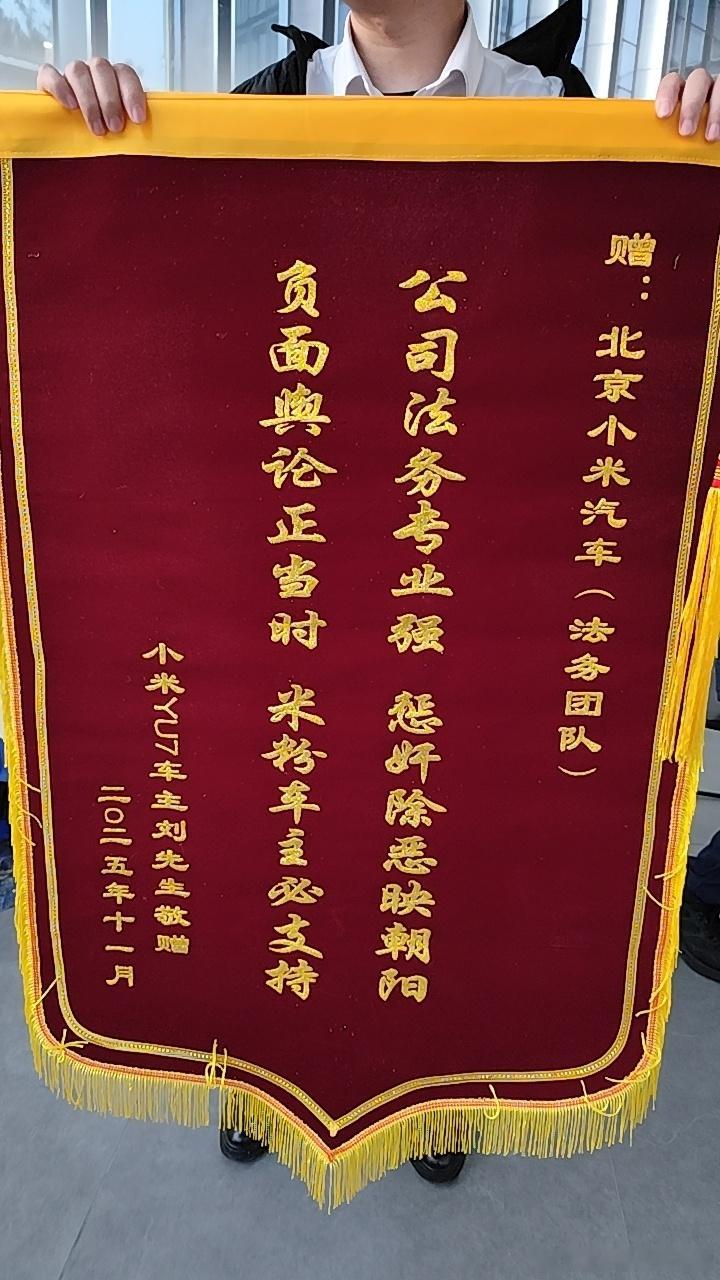 赠：北京小米汽车（法务团队）
公司法务专业强 惩奸除恶映朝阳
负面舆论正当时 米粉车主必支持
小米YU7车主刘先生敬赠
二〇二五年十一月